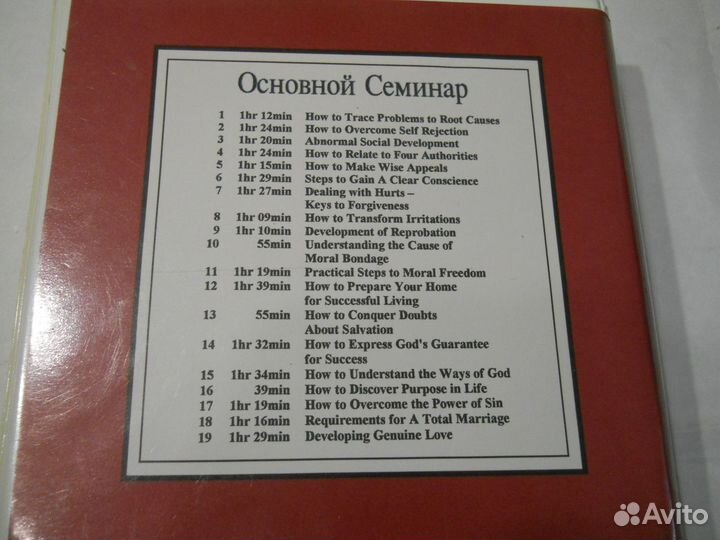 Основной Семинар
1 1hr 12min How to Trace Problems to Root Causes
2 1hr 24min How to Overcome Self Rejection
3 1hr 20min Abnormal Social Development
4 1hr 24min How to Relate to Four Authorities
5 1hr 15min How to Make Wise Appeals
6 1hr 29min Steps to Gain A Clear Conscience
7 1hr 27min Dealing with Hurts –
Keys to Forgiveness
8 1hr 09min How to Transform Irritations
9 1hr 10min Development of Reprobation
10 55min Understanding the Cause of
Moral Bondage
11 1hr 19min Practical Steps to Moral Freedom
12 1hr 39min How to Prepare Your Home
for Successful Living
13 55min How to Conquer Doubts
About Salvation
14 1hr 32min How to Express God's Guarantee
for Success
15 1hr 34min How to Understand the Ways of God
16 39min How to Discover Purpose in Life
17 1hr 19min How to Overcome the Power of Sin
18 1hr 16min Requirements for A Total Marriage
19 1hr 29min Developing Genuine Love
Avito